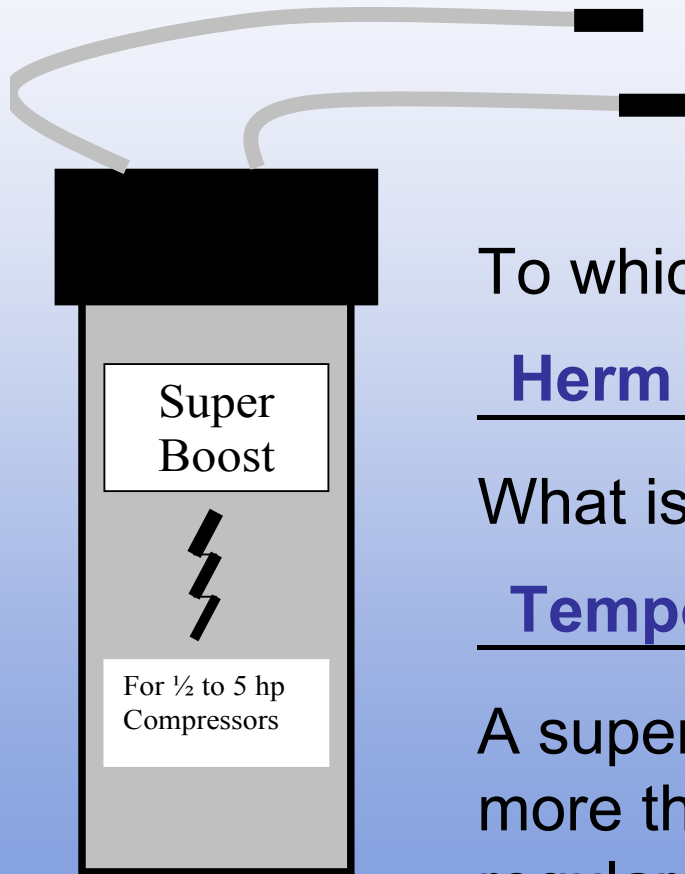 Super
Boost
For ½ to 5 hp
Compressors
To whic
Herm
What is
Tempe
A super
more th